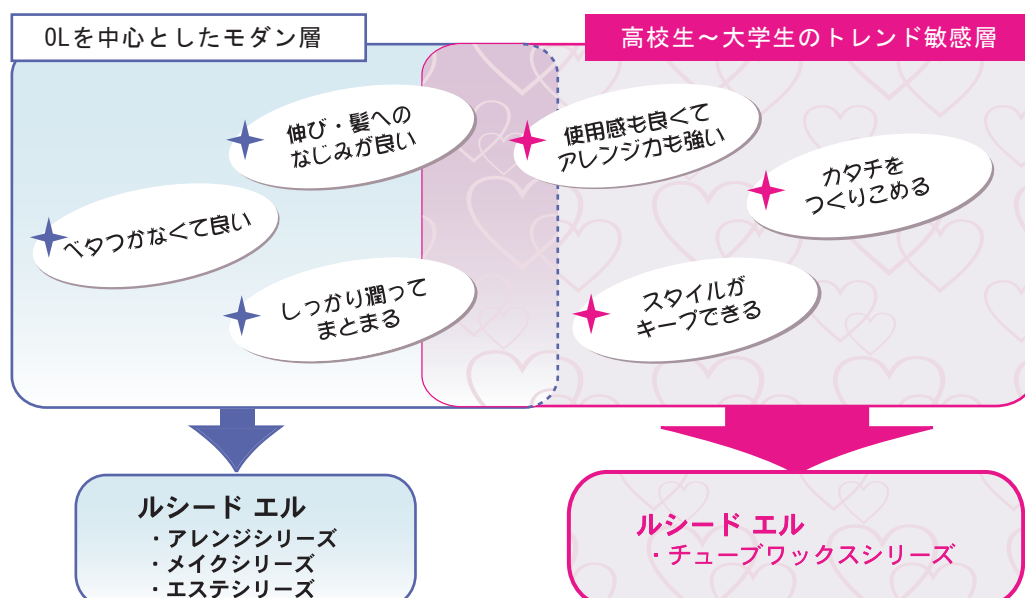 OLを中心としたモダン層
高校生～大学生のトレンド敏感層
伸び・髪への
なじみが良い
使用感も良くて
アレンジ力も強い
カタチを
つくりこめる
ベタつかなくて良い
しっかり潤って
まとまる
スタイルが
キープできる
ルシード エル
・アレンジシリーズ
・メイクシリーズ
・エステシリーズ
ルシード エル
・チューブワックスシリーズ